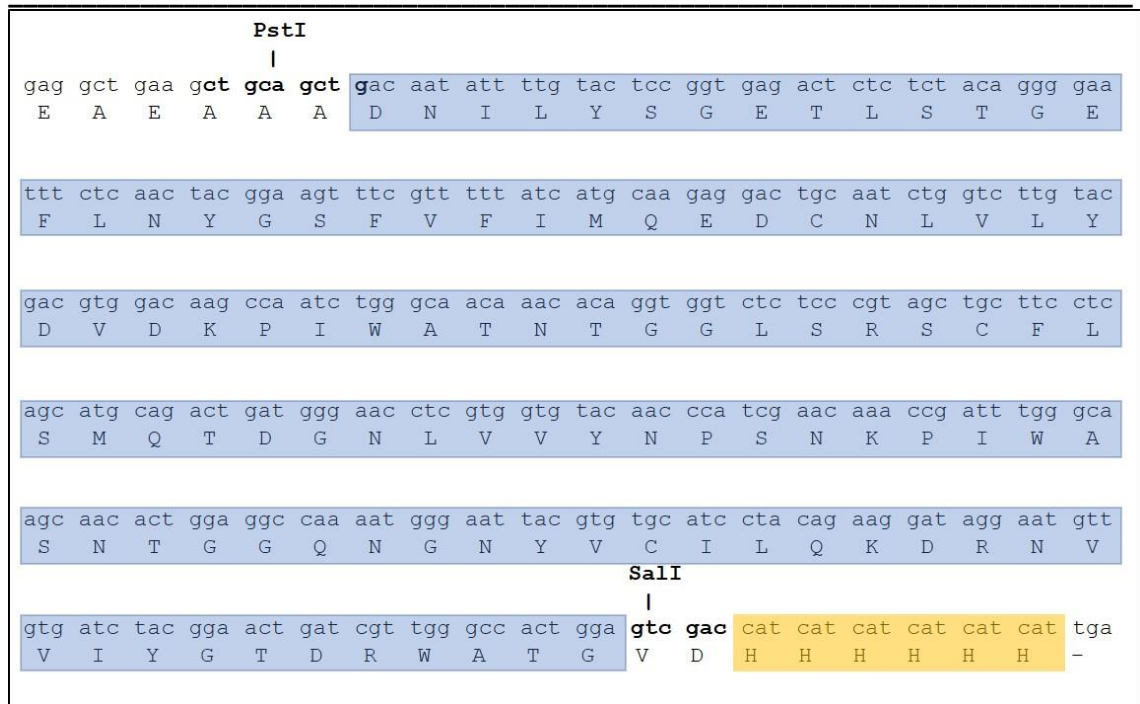 PstI
|
gag gct gaa gct gca gct gac aat att ttg tac tcc ggt gag act ctc tct aca ggg gaa
E A E A A A D N I L Y S G E T L S T G E
ttt ctc aac tac gga agt ttc gtt ttt atc atg caa gag gac tgc aat ctg gtc ttg tac
F L N Y G S F V F I M Q E D C N L V L Y
gac gtg gac aag cca atc tgg gca aca aac aca ggt ggt ctc tcc cgt agc tgc ttc ctc
D V D K P I W A T N T G G L S R S C F L
agc atg cag act gat ggg aac ctc gtg gtg tac aac cca tcg aac aaa ccg att tgg gca
S M Q T D G N L V V Y N P S N K P I W A
agc aac act gga ggc caa aat ggg aat tac gtg tgc atc cta cag aag gat agg aat gtt
S N T G G Q N G N Y V C I L Q K D R N V
SalI
|
gtg atc tac gga act gat cgt tgg gcc act gga gtc gac cat cat cat cat cat cat tga
V I Y G T D R W A T G V D H H H H H H -